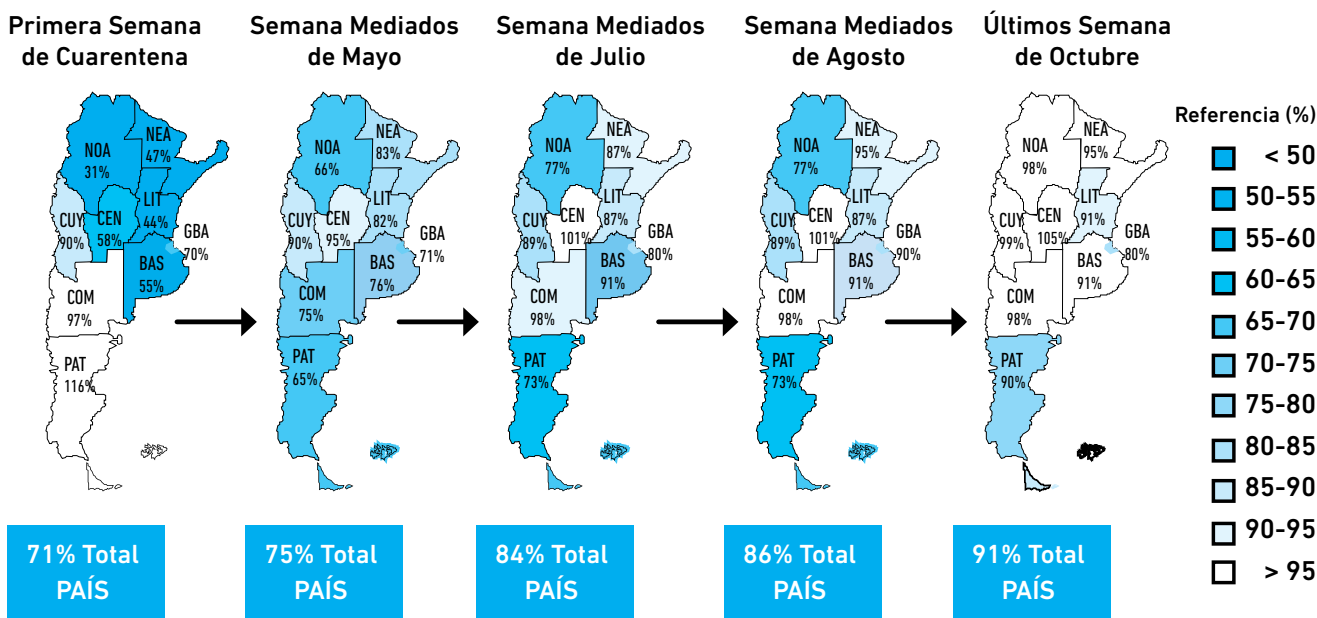 Primera Semana
de Cuarentena
Semana Mediados
de Mayo
Semana Mediados
de Julio
Semana Mediados
de Agosto
Últimos Semana
de Octubre
NOA
31%
NEA
47%
LIT
44%
CUY
90%
CEN
58%
GBA
70%
BAS
55%
COM
97%
PAT
116%
NOA
66%
NEA
83%
LIT
82%
CUY
90%
CEN
95%
GBA
71%
BAS
76%
COM
75%
PAT
65%
NOA
77%
NEA
87%
LIT
87%
CUY
89%
CEN
101%
GBA
80%
BAS
91%
COM
98%
PAT
73%
NOA
77%
NEA
95%
LIT
87%
CUY
89%
CEN
101%
GBA
90%
BAS
91%
COM
98%
PAT
73%
NOA
98%
NEA
95%
LIT
91%
CUY
99%
CEN
105%
GBA
80%
BAS
91%
COM
98%
PAT
90%
Referencia (%)
< 50
50-55
55-60
60-65
65-70
70-75
75-80
80-85
85-90
90-95
> 95
71% Total
PAÍS
75% Total
PAÍS
84% Total
PAÍS
86% Total
PAÍS
91% Total
PAÍS